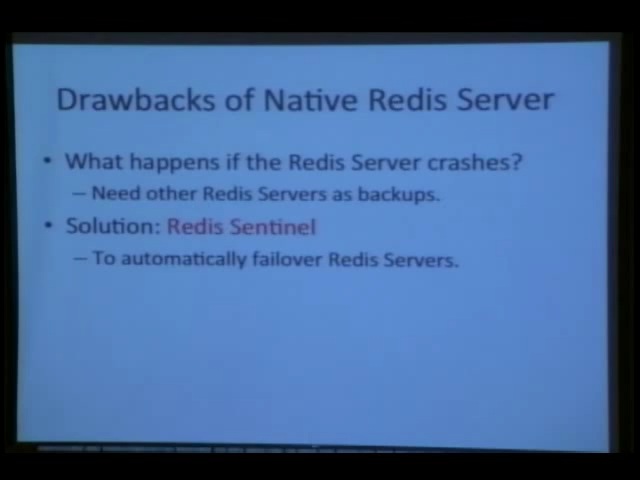 Drawbacks of Native Redis Server
• What happens if the Redis Server crashes?
– Need other Redis Servers as backups.
• Solution: Redis Sentinel
– To automatically failover Redis Servers.